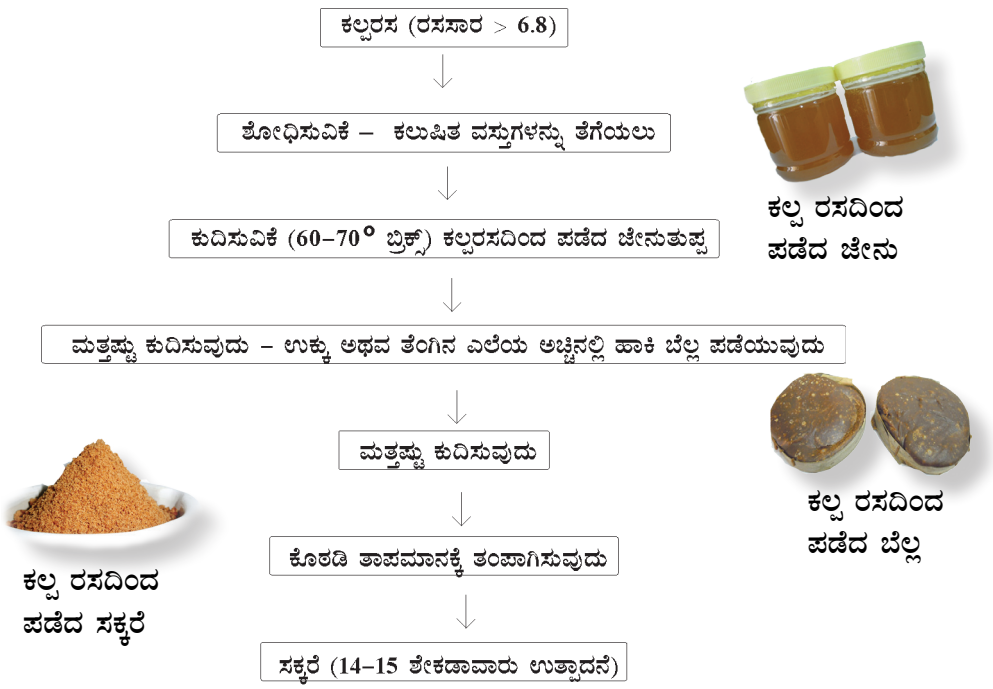 ಕಲ್ಪರಸ (ರಸಸಾರ > 6.8)
ಶೋಧಿಸುವಿಕೆ – ಕಲುಷಿತ ವಸ್ತುಗಳನ್ನು ತೆಗೆಯಲು
ಕಲ್ಪ ರಸದಿಂದ
ಪಡೆದ ಜೇನು
ಕುದಿಸುವಿಕೆ (60–70° ಬ್ರಿಕ್ಸ್) ಕಲ್ಪರಸದಿಂದ ಪಡೆದ ಜೇನುತುಪ್ಪ
ಮತ್ತಷ್ಟು ಕುದಿಸುವುದು – ಉಕ್ಕು ಅಥವ ತೆಂಗಿನ ಎಲೆಯ ಅಚ್ಚಿನಲ್ಲಿ ಹಾಕಿ ಬೆಲ್ಲ ಪಡೆಯುವುದು
ಮತ್ತಷ್ಟು ಕುದಿಸುವುದು
ಕಲ್ಪ ರಸದಿಂದ
ಪಡೆದ ಬೆಲ್ಲ
ಕೊಠಡಿ ತಾಪಮಾನಕ್ಕೆ ತಂಪಾಗಿಸುವುದು
ಕಲ್ಪ ರಸದಿಂದ
ಪಡೆದ ಸಕ್ಕರೆ
ಸಕ್ಕರೆ (14–15 ಶೇಕಡಾವಾರು ಉತ್ಪಾದನೆ)